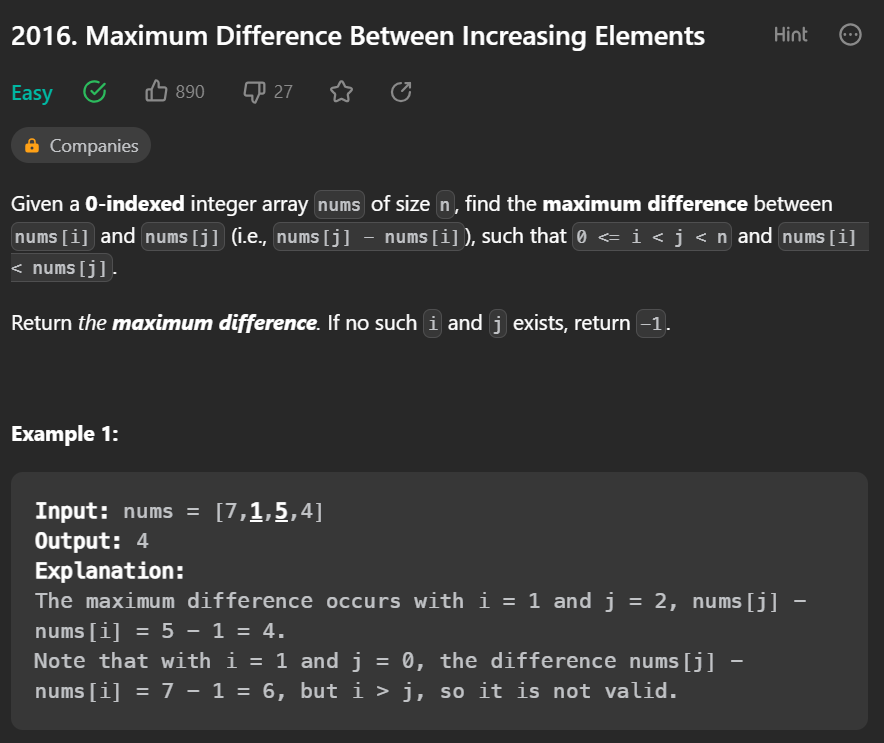 2016. Maximum Difference Between Increasing Elements Hint
Easy 890 27
Companies
Given a 0-indexed integer array nums of size n, find the maximum difference between
nums[i] and nums[j] (i.e., nums[j] - nums[i]), such that 0 <= i < j < n and nums[i]
< nums[j].
Return the maximum difference. If no such i and j exists, return -1.
Example 1:
Input: nums = [7,1,5,4]
Output: 4
Explanation:
The maximum difference occurs with i = 1 and j = 2, nums[j] -
nums[i] = 5 - 1 = 4.
Note that with i = 1 and j = 0, the difference nums[j] -
nums[i] = 7 - 1 = 6, but i > j, so it is not valid.